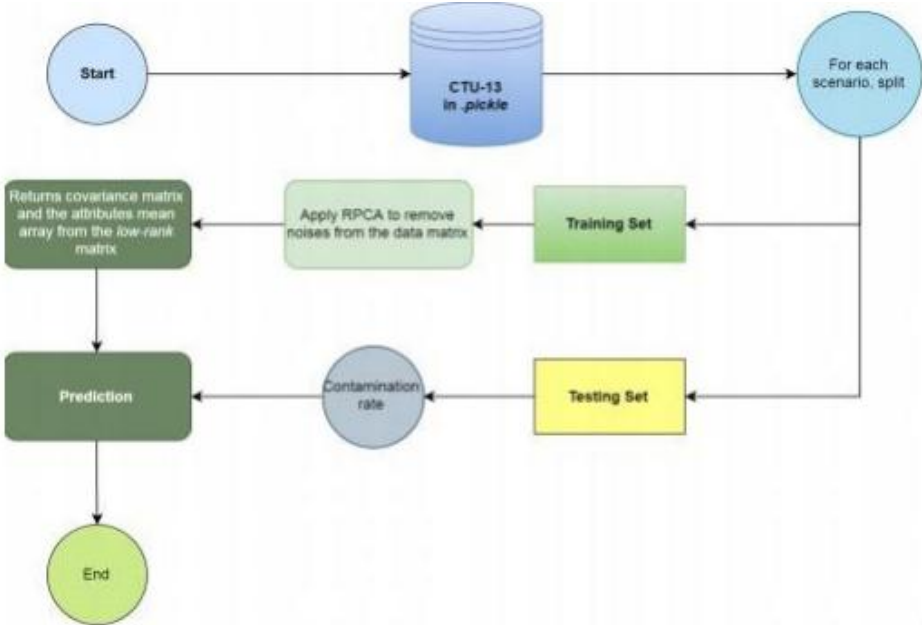 Start
CTU-13
in .pickle
For each
scenario, split
Returns covariance matrix
and the attributes mean
array from the low-rank
matrix
Apply RPCA to remove
noises from the data matrix
Training Set
Prediction
Contamination
rate
Testing Set
End